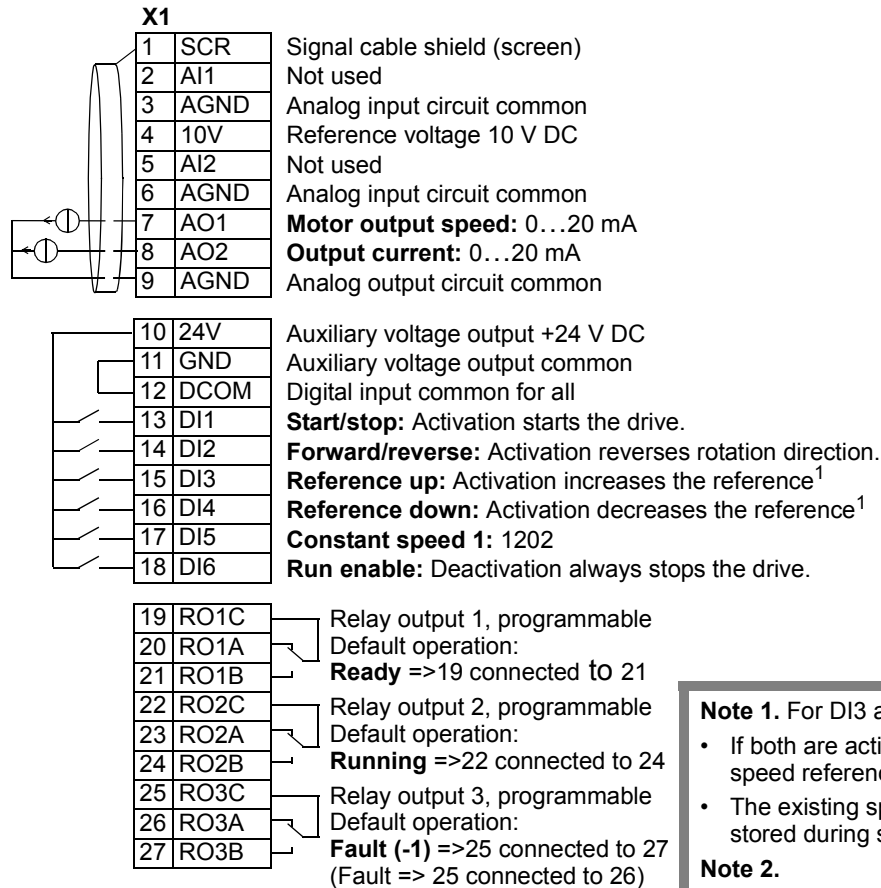 X1
1 SCR Signal cable shield (screen)
2 AI1 Not used
3 AGND Analog input circuit common
4 10V Reference voltage 10 V DC
5 AI2 Not used
6 AGND Analog input circuit common
7 AO1 Motor output speed: 0…20 mA
8 AO2 Output current: 0…20 mA
9 AGND Analog output circuit common
10 24V Auxiliary voltage output +24 V DC
11 GND Auxiliary voltage output common
12 DCOM Digital input common for all
13 DI1 Start/stop: Activation starts the drive.
14 DI2 Forward/reverse: Activation reverses rotation direction.
15 DI3 Reference up: Activation increases the reference1
16 DI4 Reference down: Activation decreases the reference1
17 DI5 Constant speed 1: 1202
18 DI6 Run enable: Deactivation always stops the drive.
19 RO1C Relay output 1, programmable
20 RO1A Default operation:
21 RO1B Ready =>19 connected to 21
22 RO2C Relay output 2, programmable
23 RO2A Default operation:
24 RO2B Running =>22 connected to 24
25 RO3C Relay output 3, programmable
26 RO3A Default operation:
27 RO3B Fault (-1) =>25 connected to 27
(Fault => 25 connected to 26)
Note 1. For DI3 a
• If both are acti
speed referenc
• The existing sp
stored during s
Note 2.